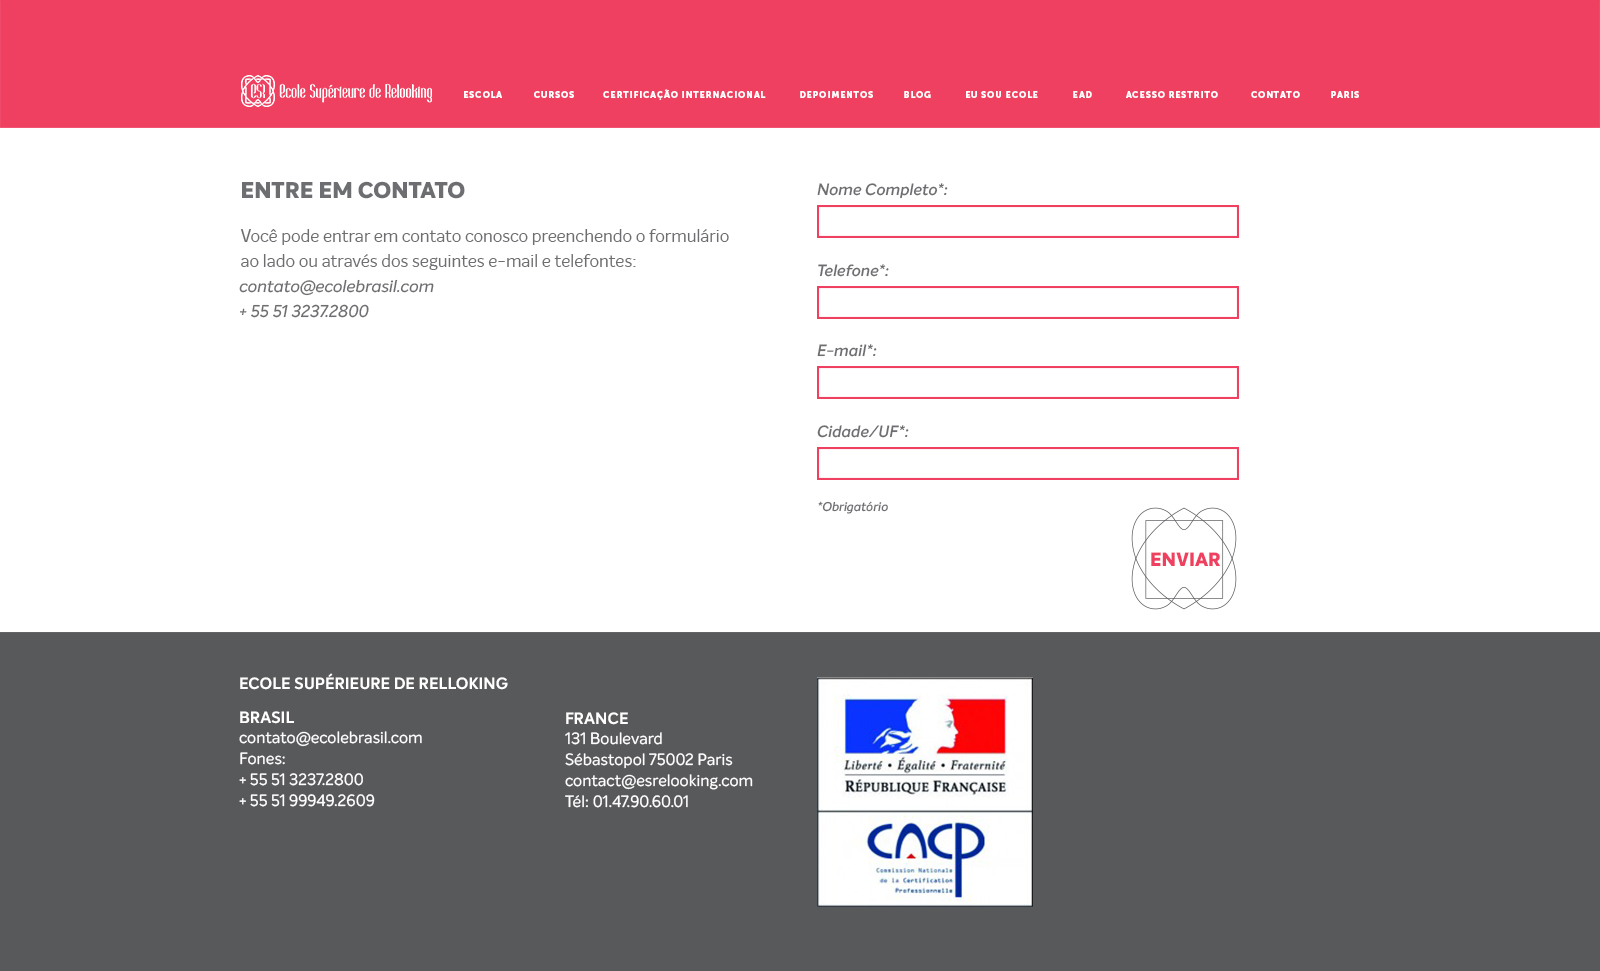 ESR Ecole Supérieure de Relooking
ESCOLA CURSOS CERTIFICAÇÃO INTERNACIONAL DEPOIMENTOS BLOG EU SOU ECOLE EAD ACESSO RESTRITO CONTATO PARIS
ENTRE EM CONTATO
Você pode entrar em contato conosco preenchendo o formulário
ao lado ou através dos seguintes e-mail e telefontes:
contato@ecolebrasil.com
+ 55 51 3237.2800
Nome Completo*:
Telefone*:
E-mail*:
Cidade/UF*:
*Obrigatório
ENVIAR
ECOLE SUPÉRIEURE DE RELLOKING
BRASIL
contato@ecolebrasil.com
Fones:
+ 55 51 3237.2800
+ 55 51 99949.2609
FRANCE
131 Boulevard
Sébastopol 75002 Paris
contact@esrelooking.com
Tél: 01.47.90.60.01
Liberté • Égalité • Fraternité
RÉPUBLIQUE FRANÇAISE
cncp
Commission Nationale
de la Certification
Professionnelle